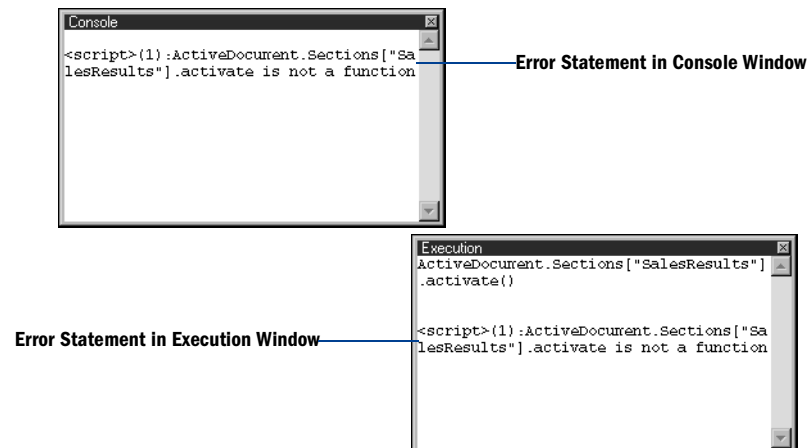 Console
<script>(1):ActiveDocument.Sections["Sa
lesResults"].activate is not a function
Error Statement in Console Window
Execution
ActiveDocument.Sections["SalesResults"]
.activate()
<script>(1):ActiveDocument.Sections["Sa
lesResults"].activate is not a function
Error Statement in Execution Window